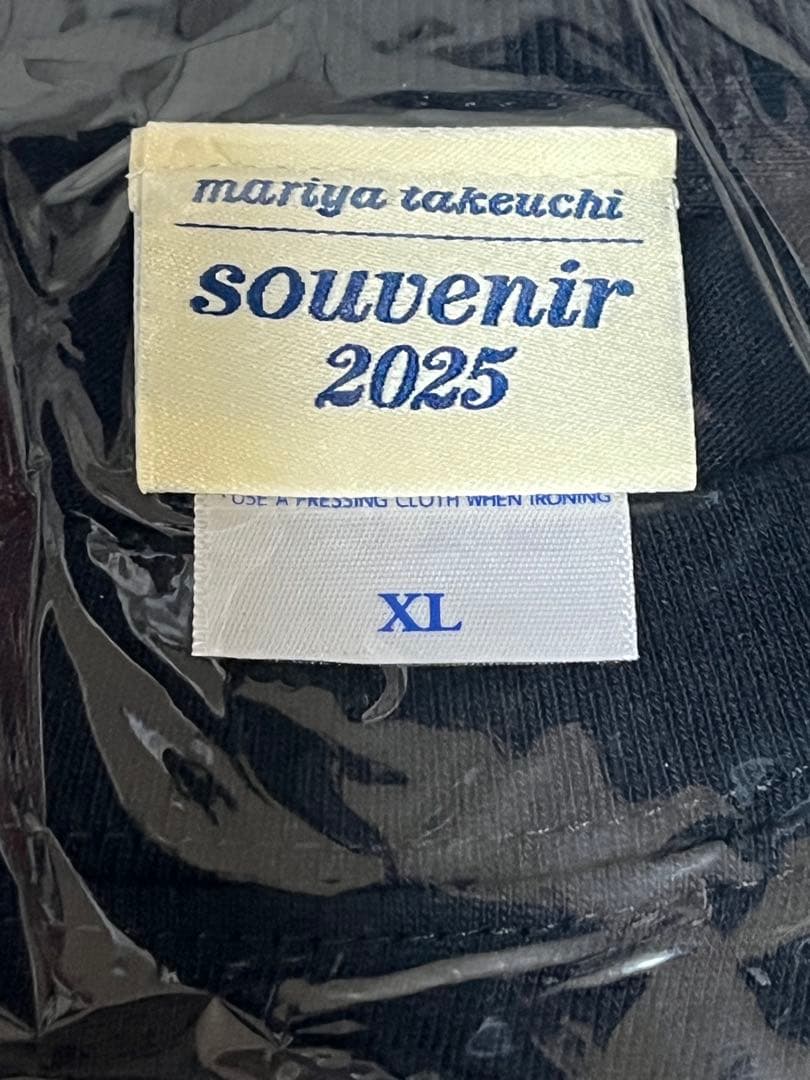 mariya takeuchi
souvenir
2025
USE A PRESSING CLOTH WHEN IRONING
XL